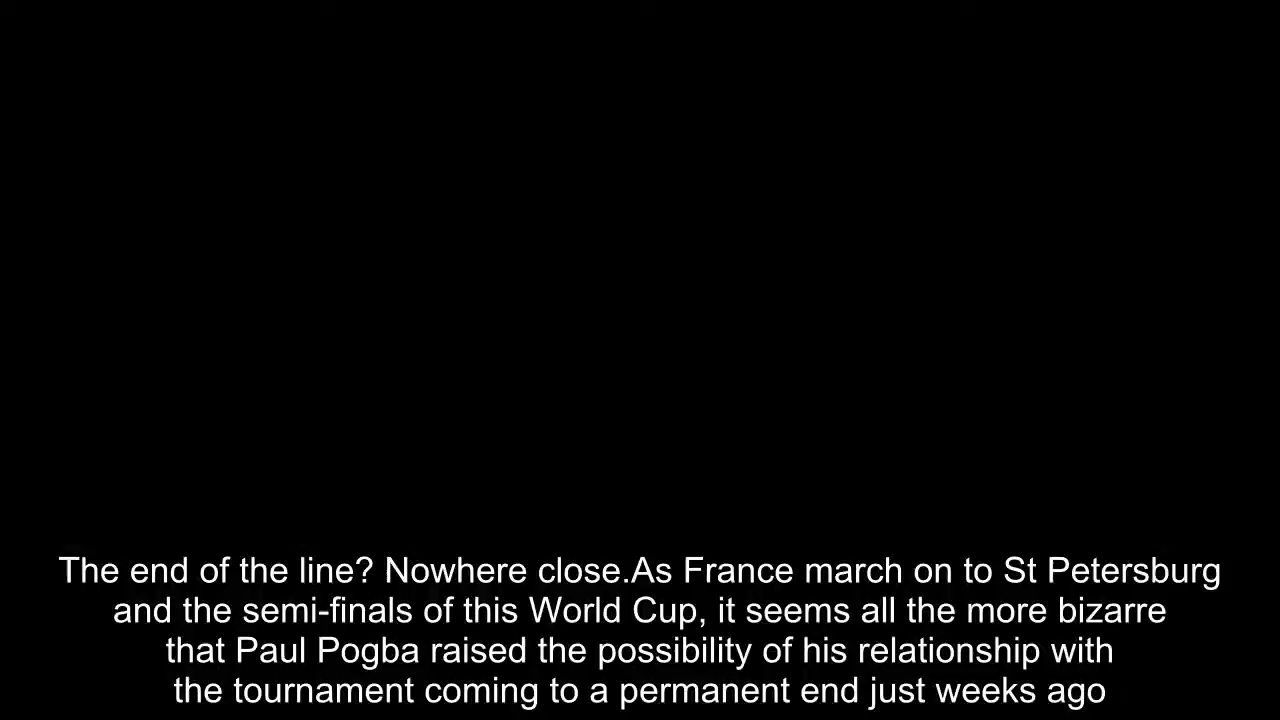 The end of the line? Nowhere close.As France march on to St Petersburg
and the semi-finals of this World Cup, it seems all the more bizarre
that Paul Pogba raised the possibility of his relationship with
the tournament coming to a permanent end just weeks ago